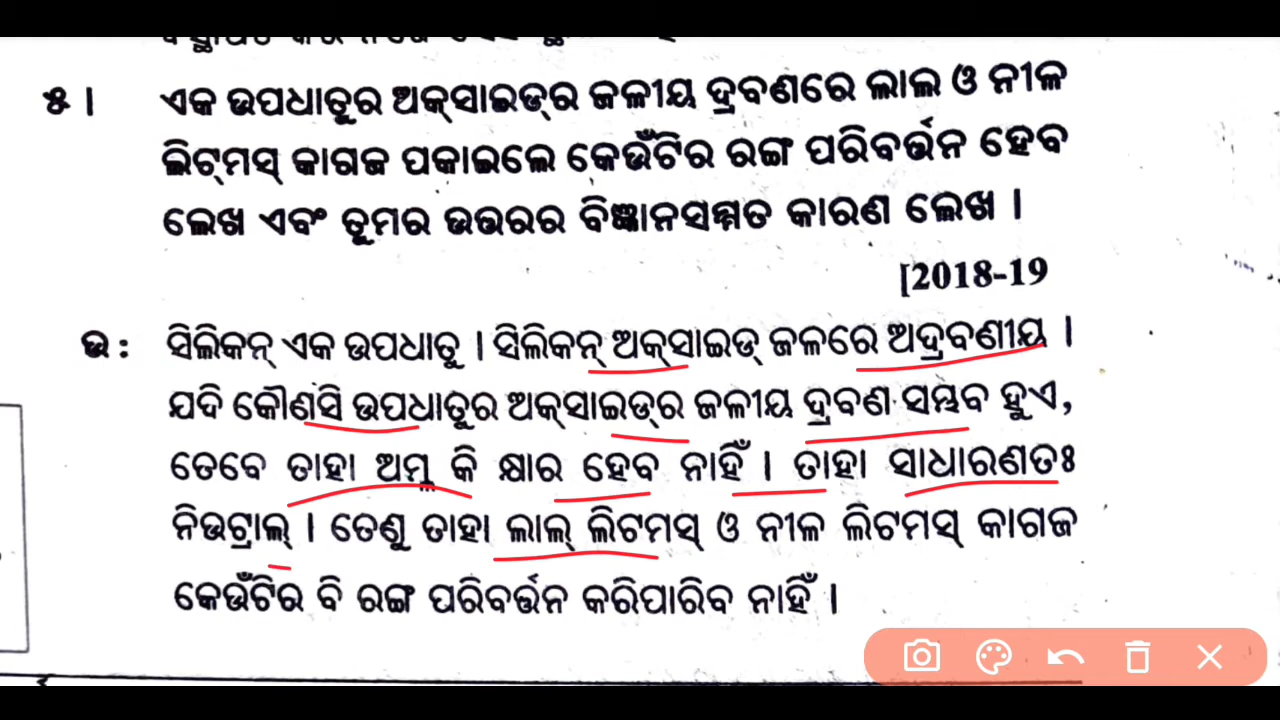 ୫ । ଏକ ଉପଧାତୁର ଅକ୍‌ସାଇଡ୍‌ର ଜଳୀୟ ଦ୍ରବଣରେ ଲାଲ ଓ ନୀଳ
ଲିଟ୍‌ମସ୍ କାଗଜ ପକାଇଲେ କେଉଁଟିର ରଙ୍ଗ ପରିବର୍ତ୍ତନ ହେବ
ଲେଖ ଏବଂ ତୁମର ଉତ୍ତରର ବିଜ୍ଞାନସମ୍ମତ କାରଣ ଲେଖ ।
[2018-19
ଉ : ସିଲିକନ୍ ଏକ ଉପଧାତୁ । ସିଲିକନ୍ ଅକ୍‌ସାଇଡ୍ ଜଳରେ ଅଦ୍ରବଣୀୟ ।
ଯଦି କୌଣସି ଉପଧାତୁର ଅକ୍‌ସାଇଡ୍‌ର ଜଳୀୟ ଦ୍ରବଣ ସମ୍ଭବ ହୁଏ,
ତେବେ ତାହା ଅମ୍ଳ କି କ୍ଷାର ହେବ ନାହିଁ । ତାହା ସାଧାରଣତଃ
ନିଉଟ୍ରାଲ୍ । ତେଣୁ ତାହା ଲାଲ୍ ଲିଟମସ୍ ଓ ନୀଳ ଲିଟମସ୍ କାଗଜ
କେଉଁଟିର ବି ରଙ୍ଗ ପରିବର୍ତ୍ତନ କରିପାରିବ ନାହିଁ ।